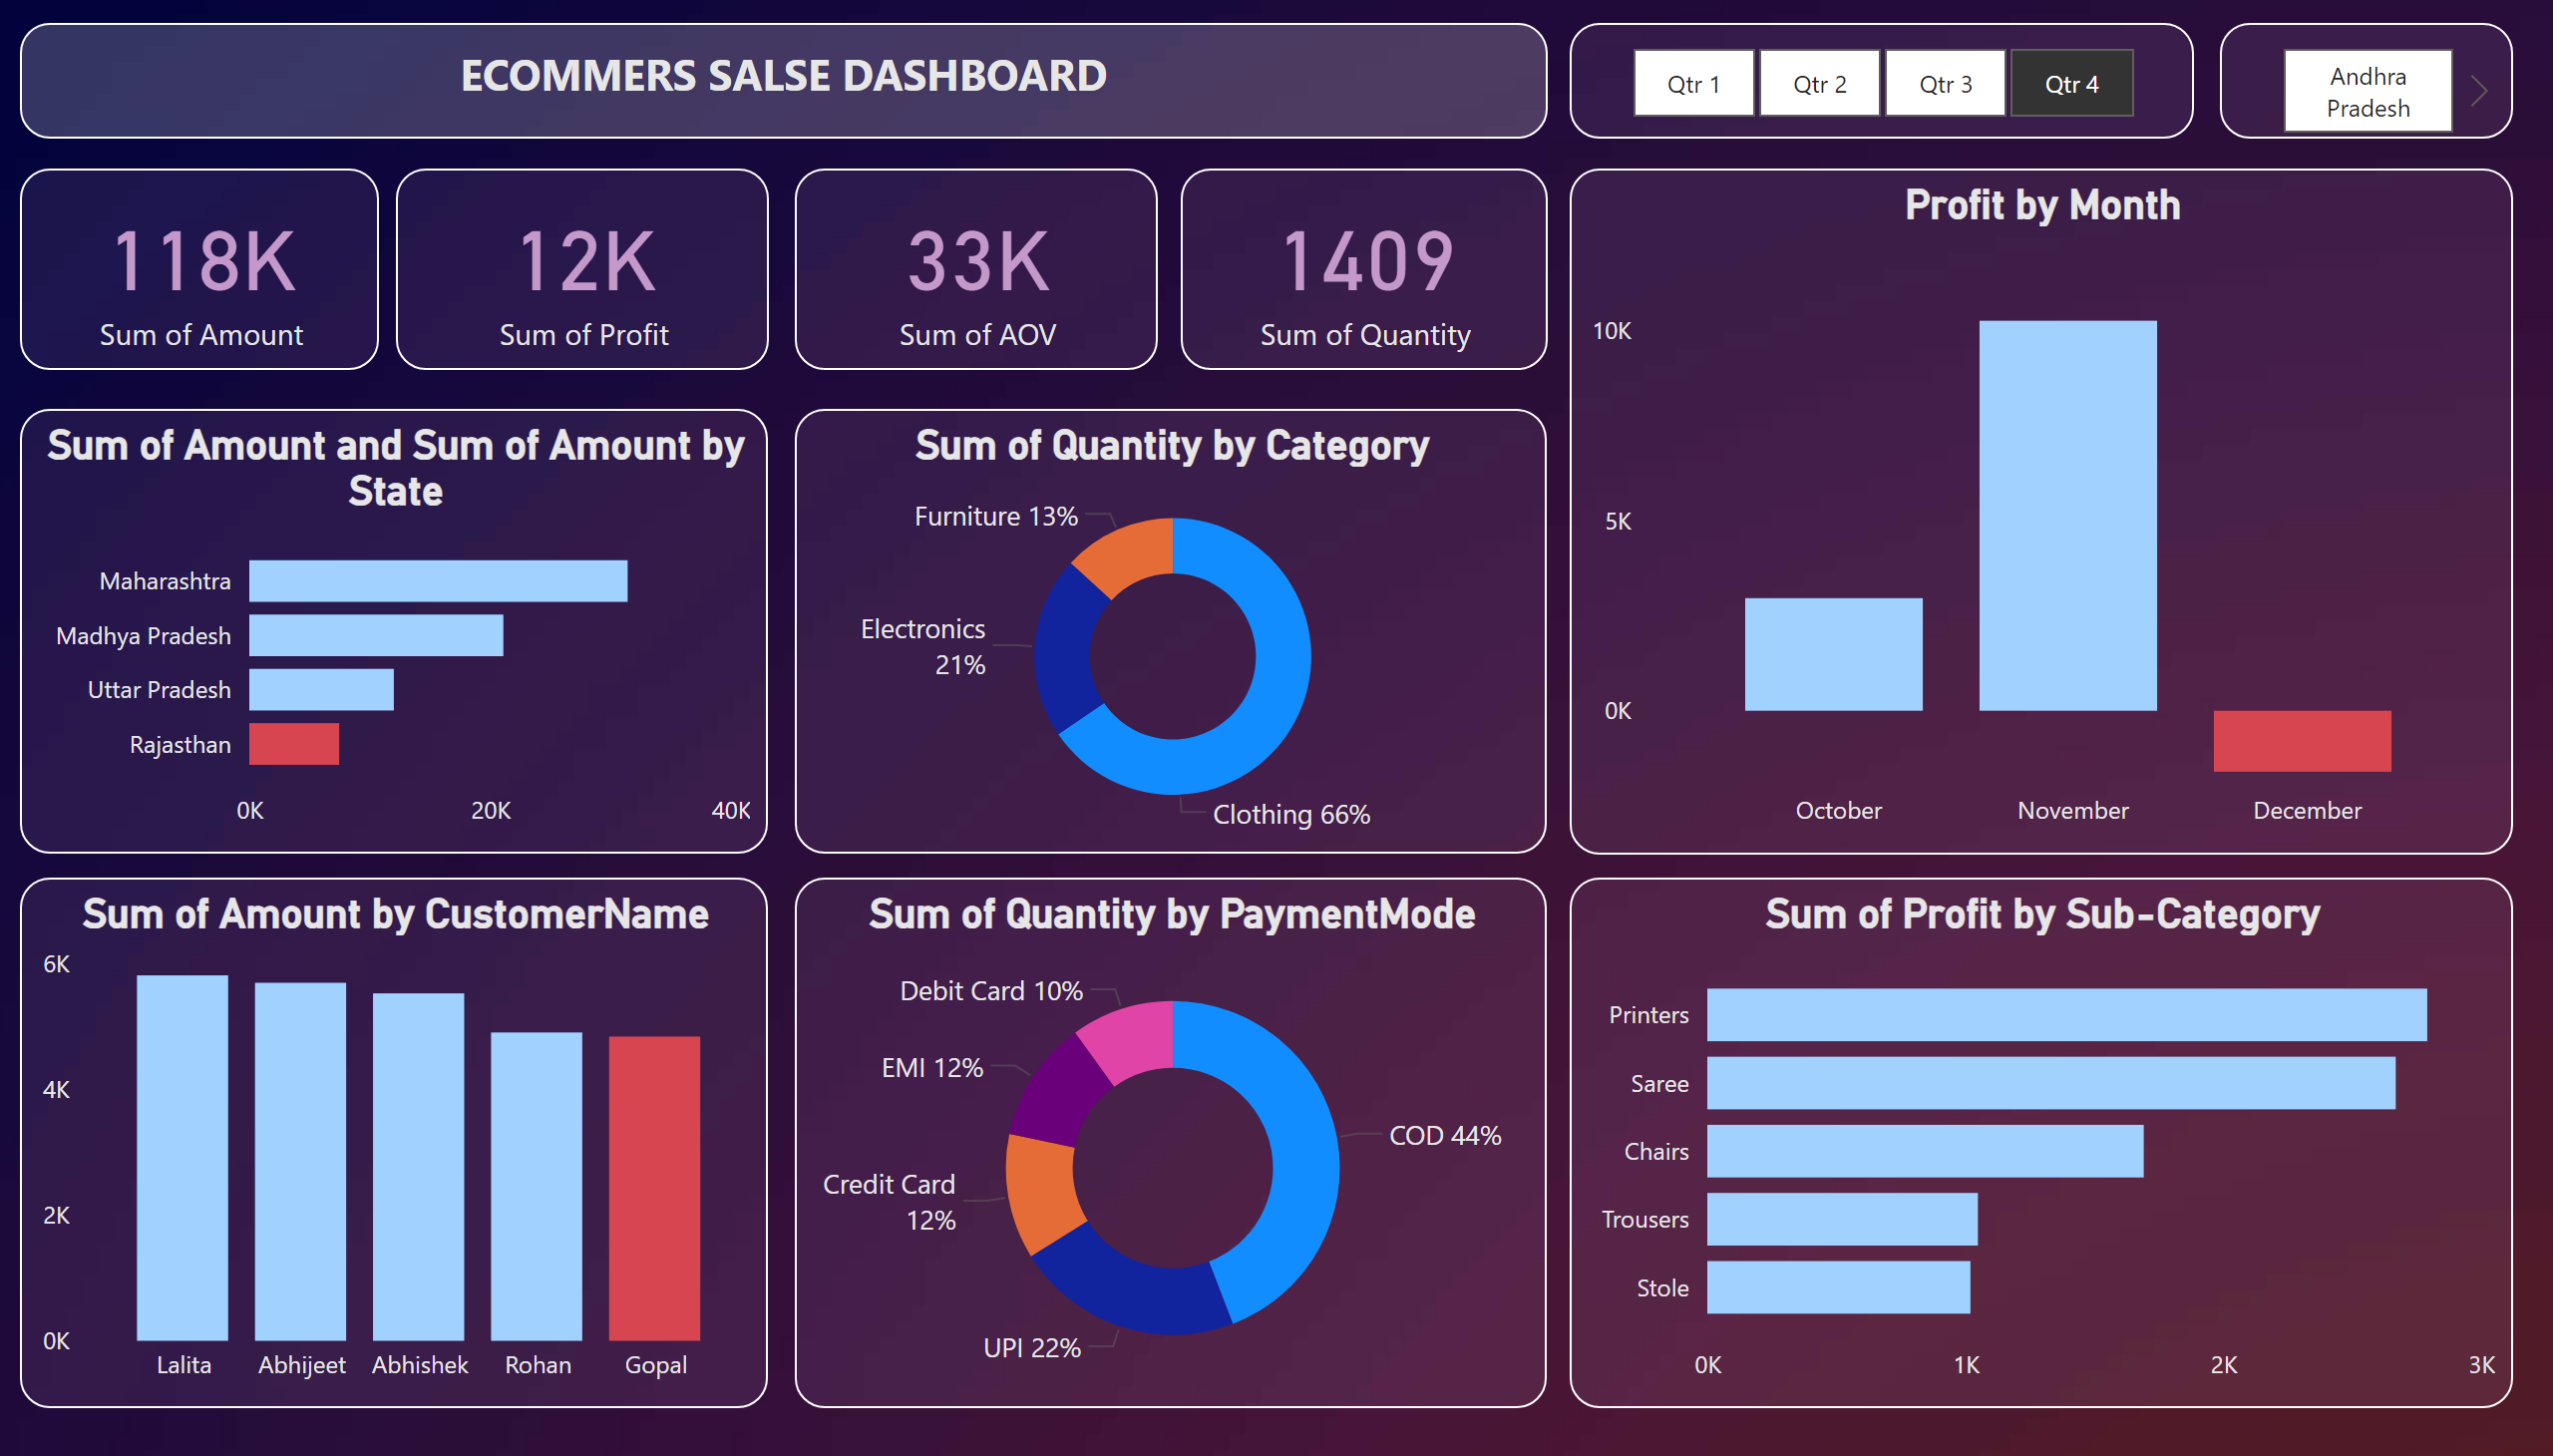 ECOMMERS SALSE DASHBOARD
Qtr 1
Qtr 2
Qtr 3
Qtr 4
Andhra
Pradesh
118K
Sum of Amount
12K
Sum of Profit
33K
Sum of AOV
1409
Sum of Quantity
Profit by Month
10K
5K
0K
October
November
December
Sum of Amount and Sum of Amount by
State
Maharashtra
Madhya Pradesh
Uttar Pradesh
Rajasthan
0K
20K
40K
Sum of Quantity by Category
Furniture 13%
Electronics
21%
Clothing 66%
Sum of Amount by CustomerName
6K
4K
2K
0K
Lalita
Abhijeet
Abhishek
Rohan
Gopal
Sum of Quantity by PaymentMode
Debit Card 10%
EMI 12%
Credit Card
12%
UPI 22%
COD 44%
Sum of Profit by Sub-Category
Printers
Saree
Chairs
Trousers
Stole
0K
1K
2K
3K